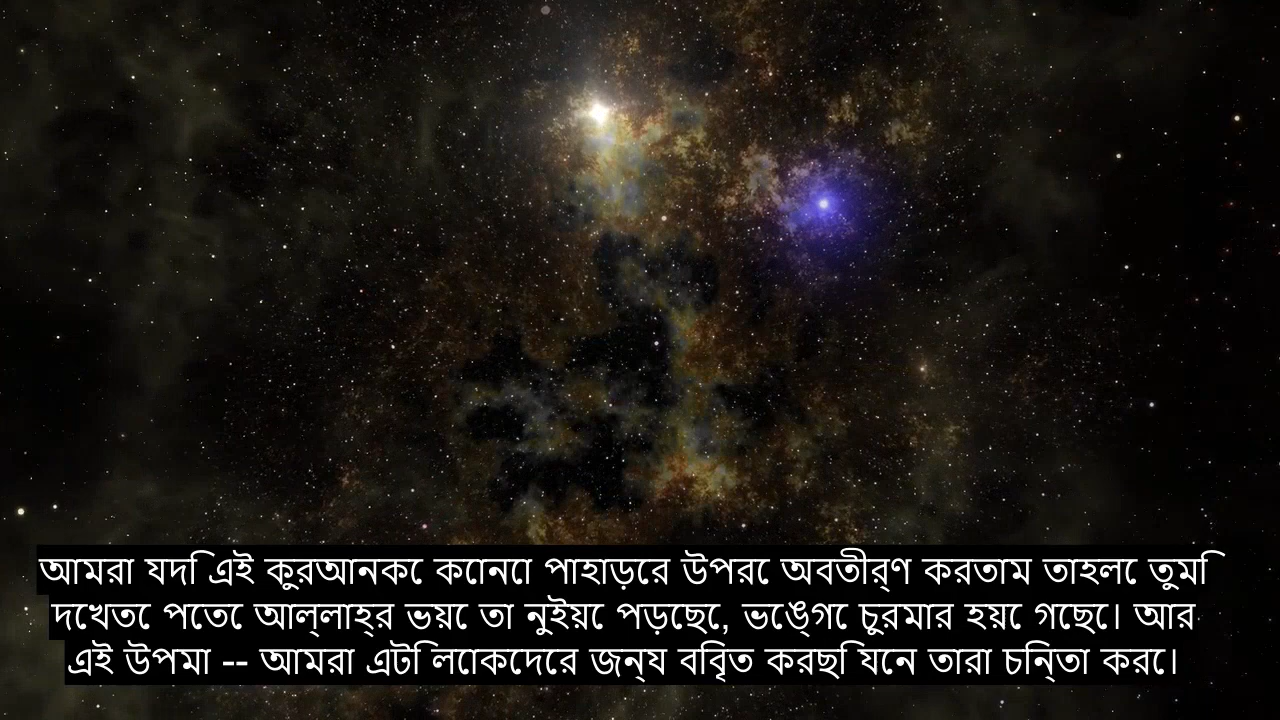 আমরা যদি এই কুরআনকে কোনো পাহাড়ের উপরে অবতীর্ণ করতাম তাহলে তুমি
দেখতে পেতে আল্লাহ্‌র ভয়ে তা নুইয়ে পড়েছে, ভেঙ্গে চুরমার হয়ে গেছে। আর
এই উপমা -- আমরা এটি লোকেদের জন্য বিবৃত করছি যেন তারা চিন্তা করে।